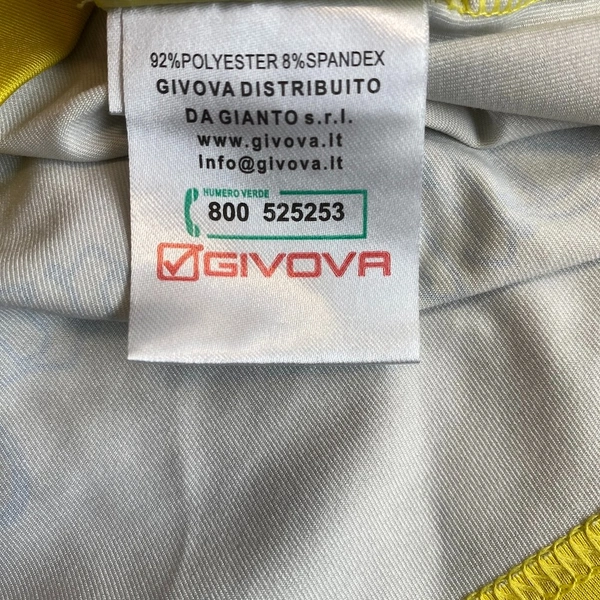 92%POLYESTER 8%SPANDEX
GIVOVA DISTRIBUITO
DA GIANTO s.r.l.
www.givova.it
Info@givova.it
NUMERO VERDE
800 525253
GIVOVA